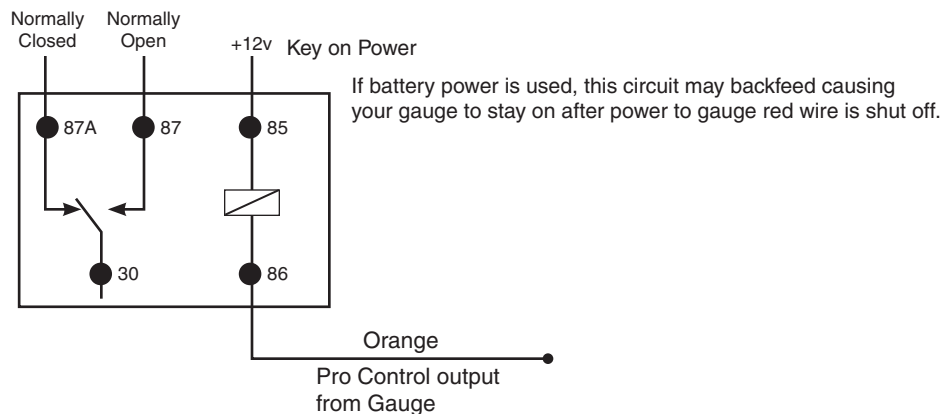 Normally
Closed
Normally
Open
+12v
Key on Power
If battery power is used, this circuit may backfeed causing
your gauge to stay on after power to gauge red wire is shut off.
87A
87
85
30
86
Orange
Pro Control output
from Gauge